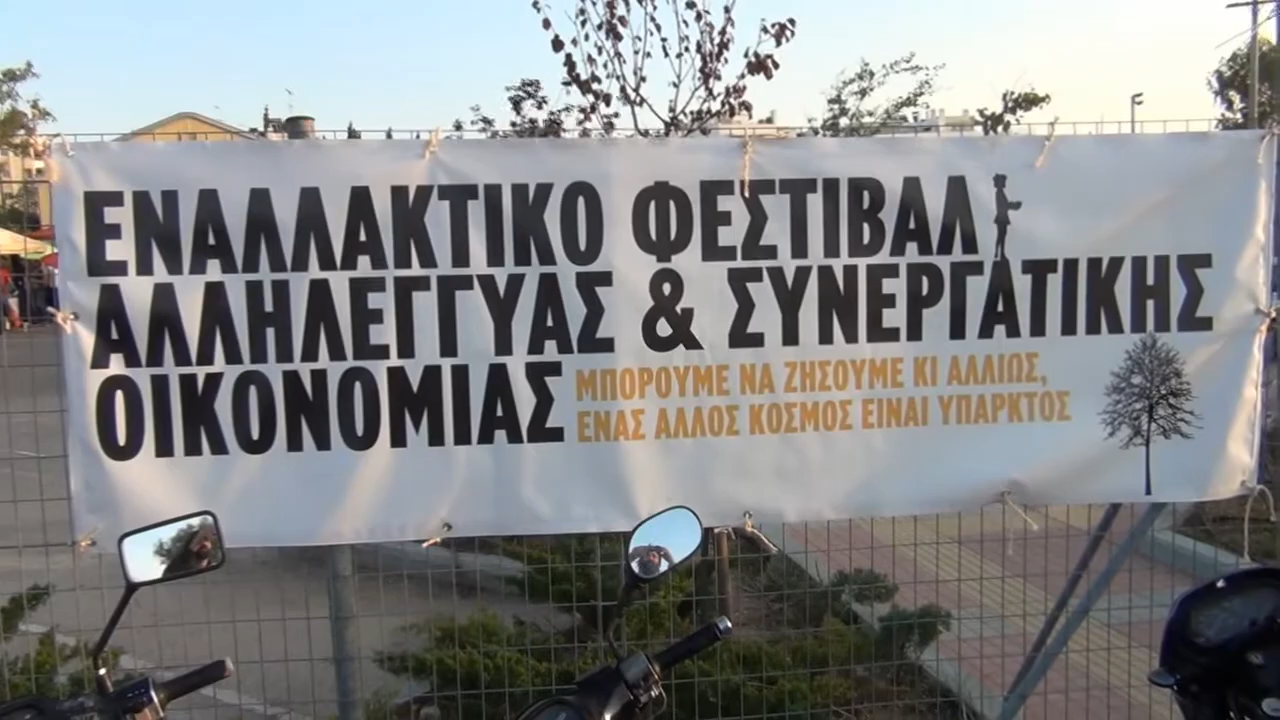 ΕΝΑΛΛΑΚΤΙΚΟ ΦΕΣΤΙΒΑΛ
ΑΛΛΗΛΕΓΓΥΑΣ & ΣΥΝΕΡΓΑΤΙΚΗΣ
ΟΙΚΟΝΟΜΙΑΣ
ΜΠΟΡΟΥΜΕ ΝΑ ΖΗΣΟΥΜΕ ΚΙ ΑΛΛΙΩΣ,
ΕΝΑΣ ΑΛΛΟΣ ΚΟΣΜΟΣ ΕΙΝΑΙ ΥΠΑΡΚΤΟΣ